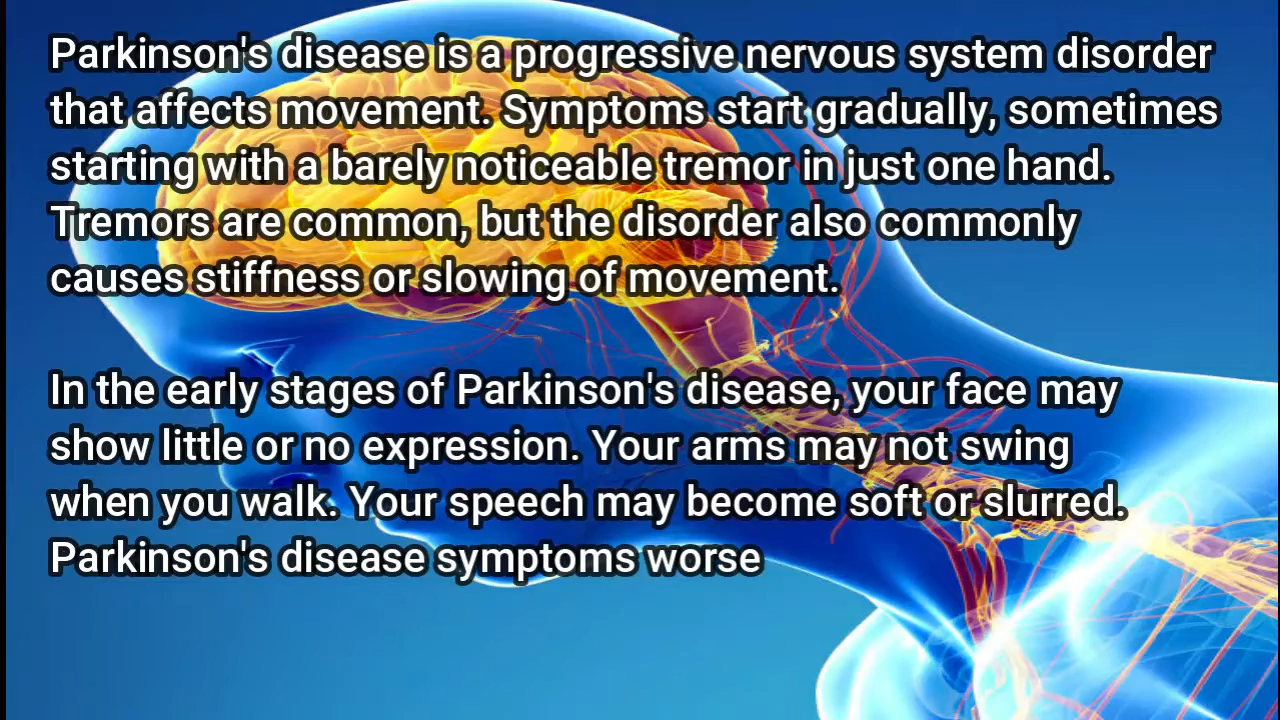 Parkinson's disease is a progressive nervous system disorder
that affects movement. Symptoms start gradually, sometimes
starting with a barely noticeable tremor in just one hand.
Tremors are common, but the disorder also commonly
causes stiffness or slowing of movement.
In the early stages of Parkinson's disease, your face may
show little or no expression. Your arms may not swing
when you walk. Your speech may become soft or slurred.
Parkinson's disease symptoms worse